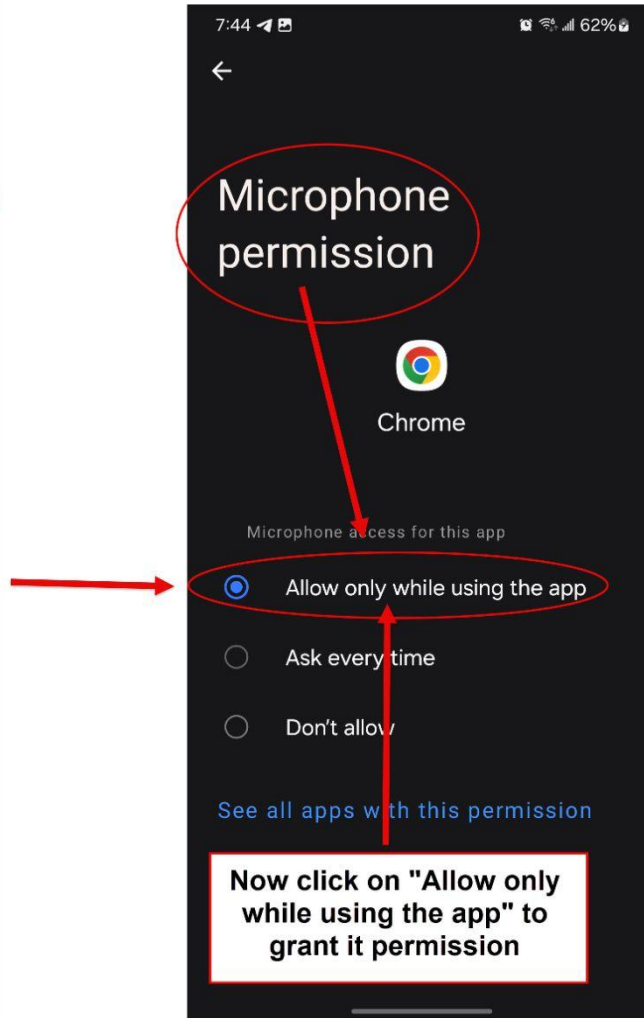 7:44 62%
Microphone
permission
Chrome
Microphone access for this app
Allow only while using the app
Ask every time
Don't allow
See all apps with this permission
Now click on "Allow only
while using the app" to
grant it permission